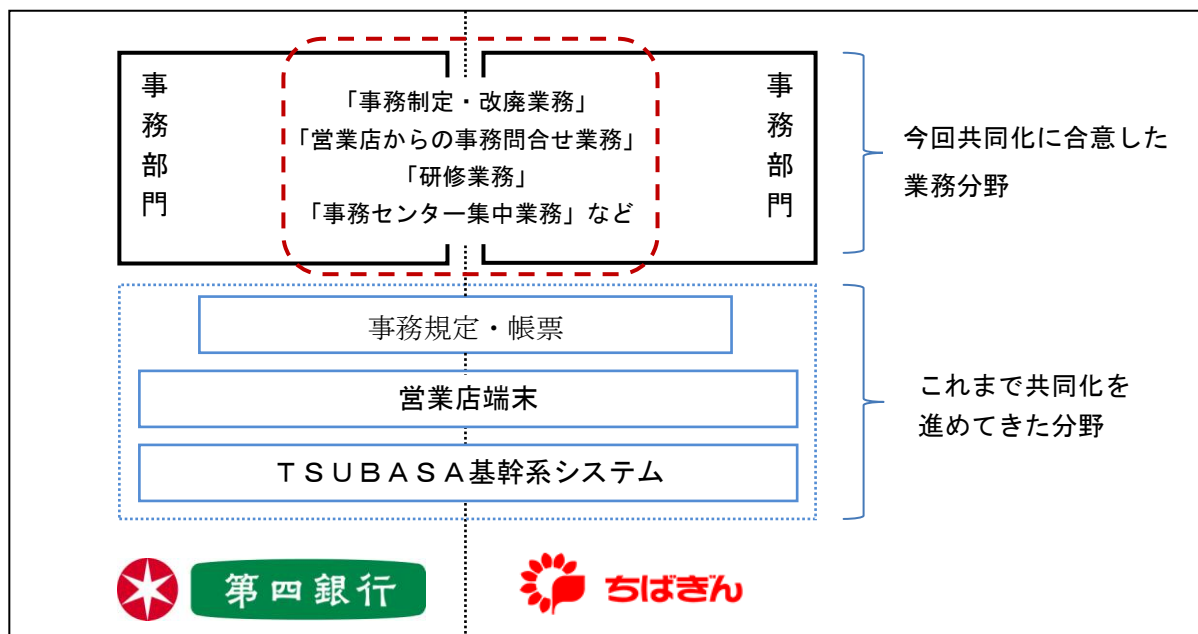 事務部門
「事務制定・改廃業務」
「営業店からの事務問合せ業務」
「研修業務」
「事務センター集中業務」など
事務部門
今回共同化に合意した
業務分野
事務規定・帳票
営業店端末
ＴＳＵＢＡＳＡ基幹系システム
これまで共同化を
進めてきた分野
第四銀行
ちばぎん